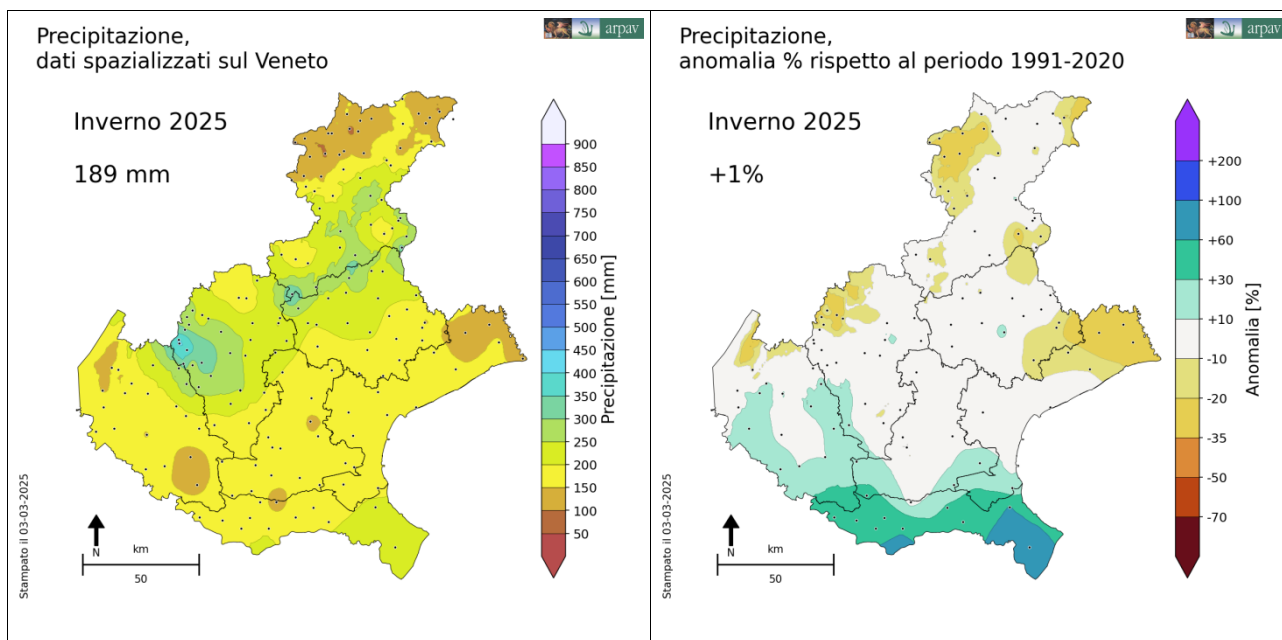 Precipitazione,
dati spazializzati sul Veneto
arpav
Inverno 2025
189 mm
900
850
800
750
700
650
600
550
500
450
400
350
300
250
200
150
100
50
Precipitazione [mm]
Stampato il 03-03-2025
N
km
50
Precipitazione,
anomalia % rispetto al periodo 1991-2020
arpav
Inverno 2025
+1%
+200
+100
+60
+30
+10
-10
-20
-35
-50
-70
Anomalia [%]
Stampato il 03-03-2025
N
km
50